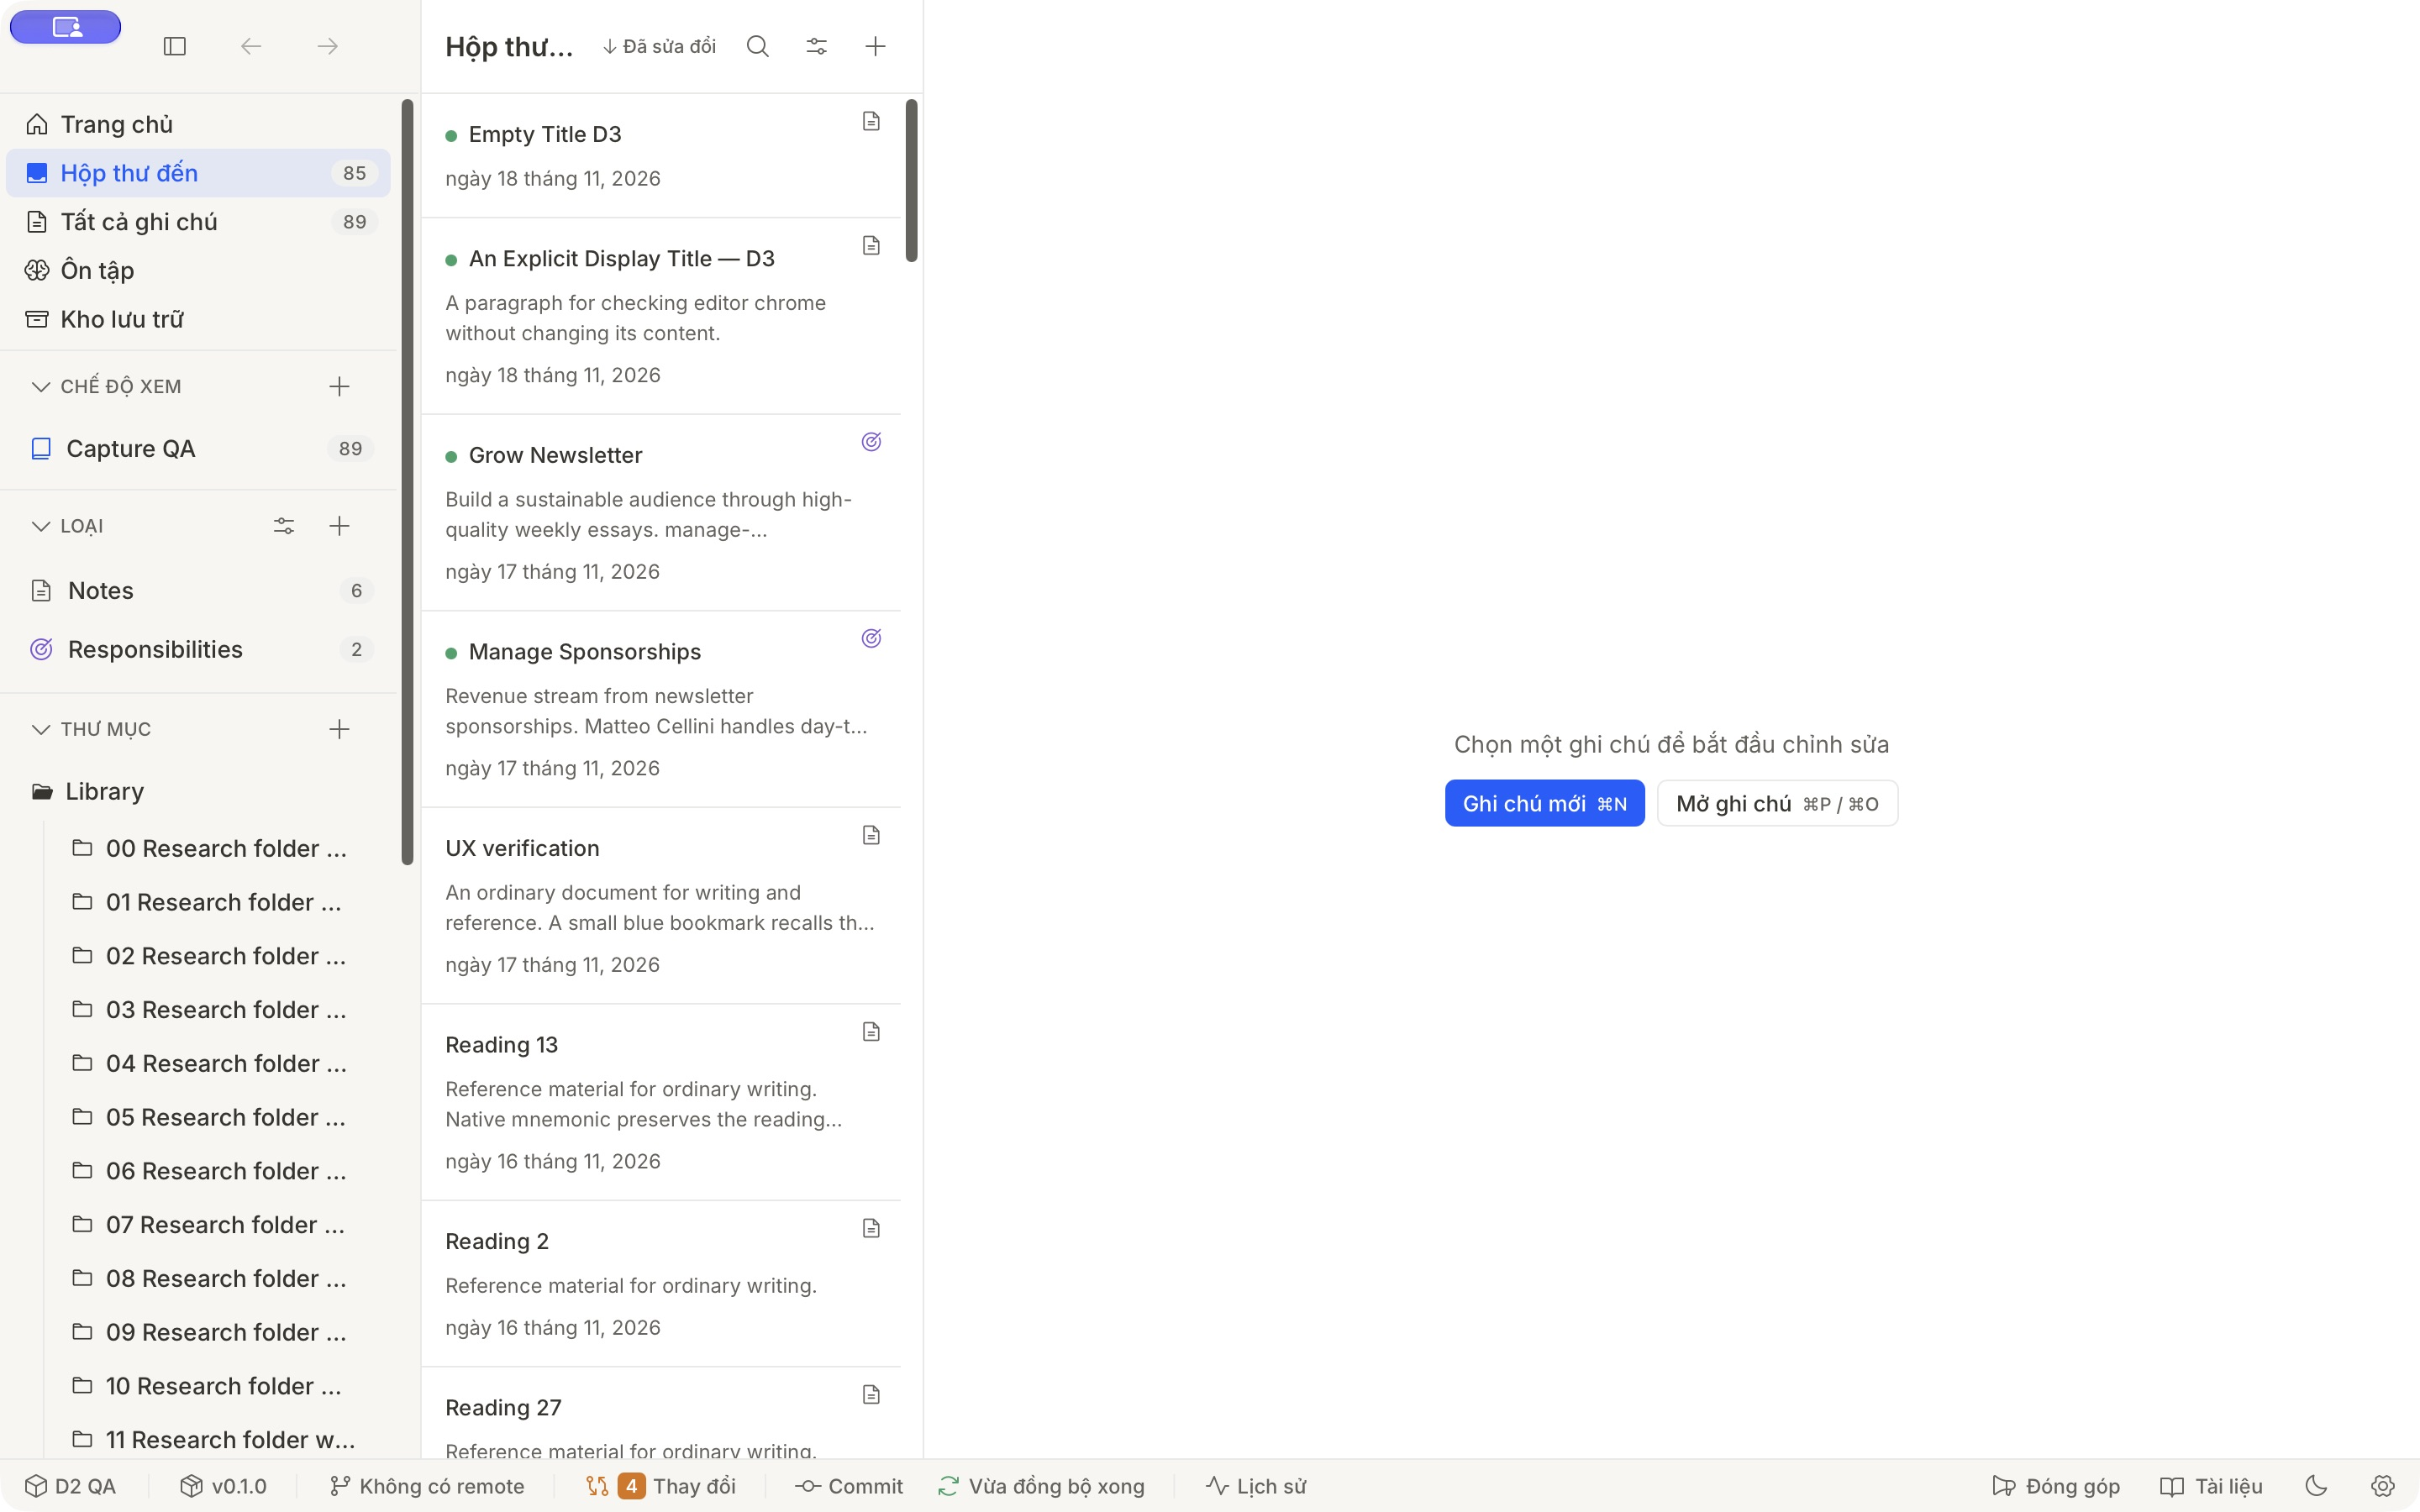 Trang chủ
Hộp thư đến 85
Tất cả ghi chú 89
Ôn tập
Kho lưu trữ
CHẾ ĐỘ XEM
Capture QA 89
LOẠI
Notes 6
Responsibilities 2
THƯ MỤC
Library
00 Research folder ...
01 Research folder ...
02 Research folder ...
03 Research folder ...
04 Research folder ...
05 Research folder ...
06 Research folder ...
07 Research folder ...
08 Research folder ...
09 Research folder ...
10 Research folder ...
11 Research folder w...
Hộp thư... ↓ Đã sửa đổi
Empty Title D3
ngày 18 tháng 11, 2026
An Explicit Display Title — D3
A paragraph for checking editor chrome
without changing its content.
ngày 18 tháng 11, 2026
Grow Newsletter
Build a sustainable audience through high-
quality weekly essays. manage-...
ngày 17 tháng 11, 2026
Manage Sponsorships
Revenue stream from newsletter
sponsorships. Matteo Cellini handles day-t...
ngày 17 tháng 11, 2026
UX verification
An ordinary document for writing and
reference. A small blue bookmark recalls th...
ngày 17 tháng 11, 2026
Reading 13
Reference material for ordinary writing.
Native mnemonic preserves the reading...
ngày 16 tháng 11, 2026
Reading 2
Reference material for ordinary writing.
ngày 16 tháng 11, 2026
Reading 27
Reference material for ordinary writing.
Chọn một ghi chú để bắt đầu chỉnh sửa
Ghi chú mới ⌘N Mở ghi chú ⌘P / ⌘O
D2 QA v0.1.0 Không có remote 4 Thay đổi Commit Vừa đồng bộ xong Lịch sử Đóng góp Tài liệu